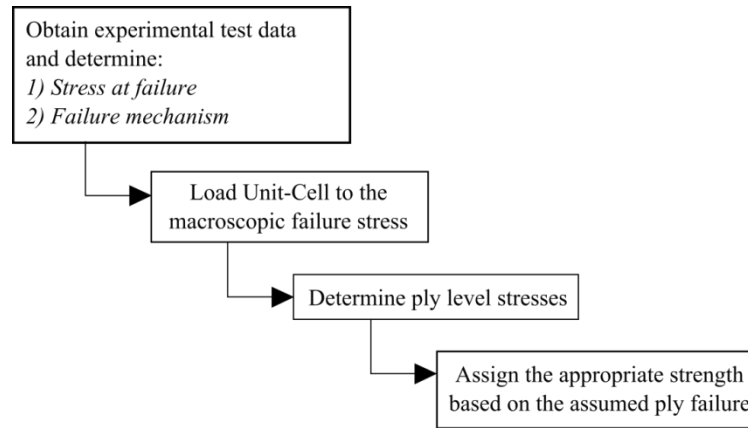 Obtain experimental test data
and determine:
1) Stress at failure
2) Failure mechanism
Load Unit-Cell to the
macroscopic failure stress
Determine ply level stresses
Assign the appropriate strength
based on the assumed ply failure